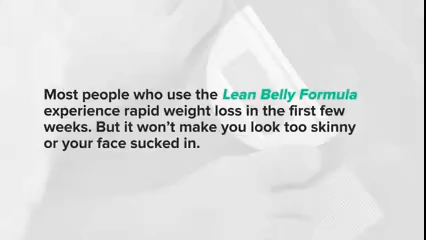 Most people who use the Lean Belly Formula
experience rapid weight loss in the first few
weeks. But it won’t make you look too skinny
or your face sucked in.